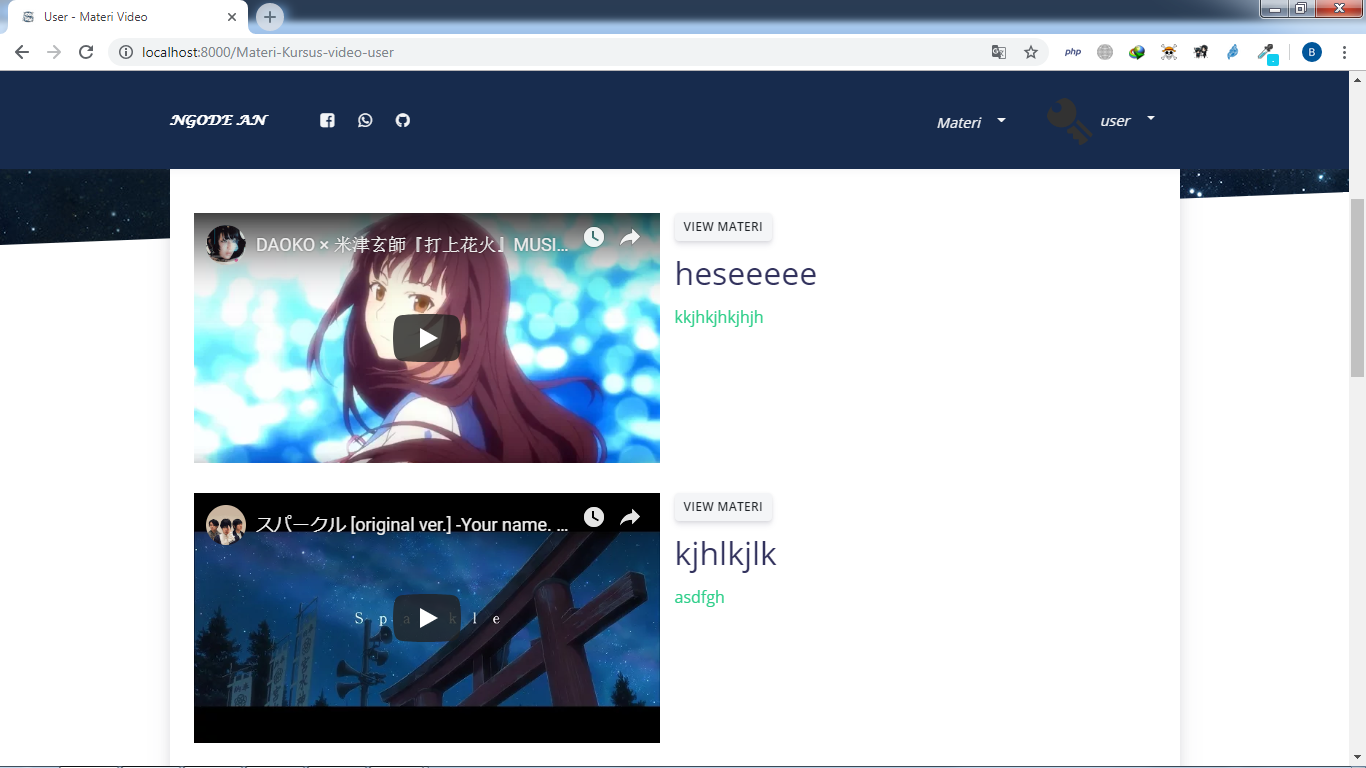 User - Materi Video
localhost:8000/Materi-Kursus-video-user
php
B
NGODE AN
Materi
user
DAOKO × 米津玄師『打上花火』MUSI...
VIEW MATERI
heseeeee
kkjhkjhkjhjh
スパークル [original ver.] -Your name. ...
VIEW MATERI
kjhlkjlk
asdfgh